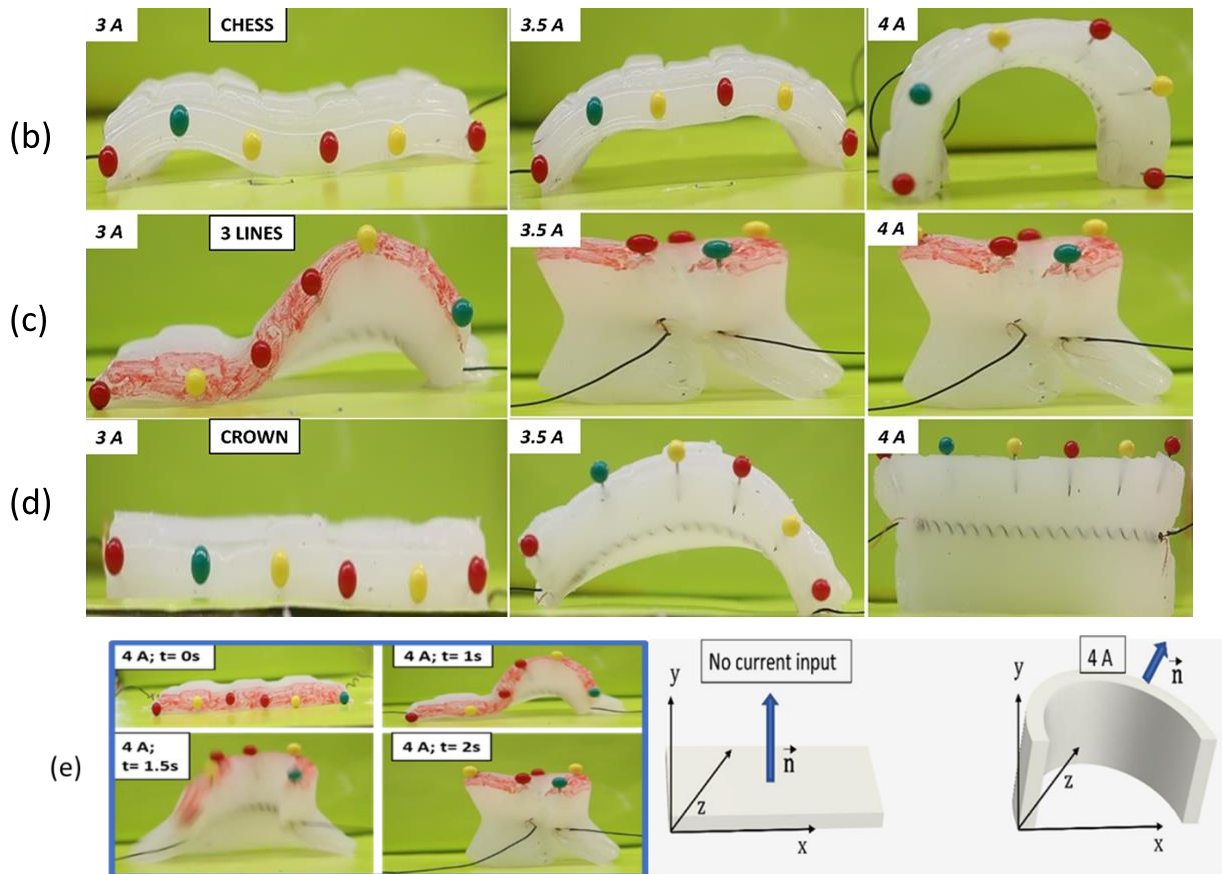 3 A CHESS 3.5 A 4 A
(b)
3 A 3 LINES 3.5 A 4 A
(c)
3 A CROWN 3.5 A 4 A
(d)
4 A; t= 0s 4 A; t= 1s
No current input 4 A
y n y n
4 A;
t= 1.5s 4 A; t= 2s
(e)
z z
x x